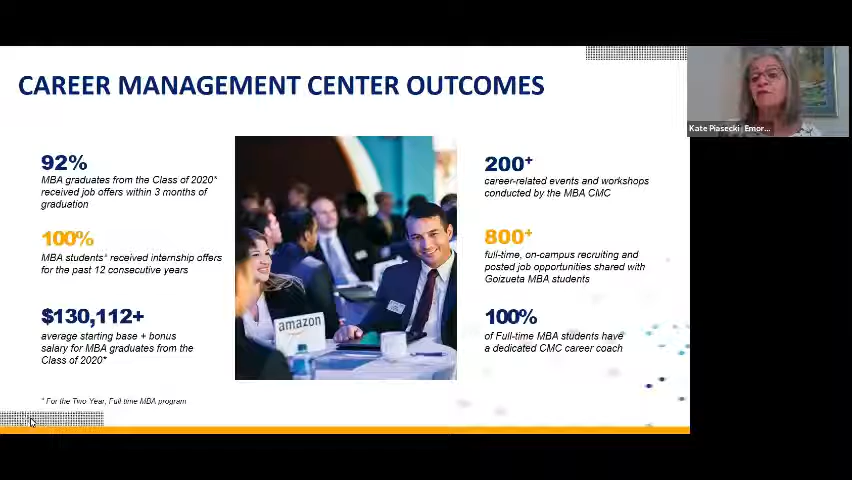 CAREER MANAGEMENT CENTER OUTCOMES
92%
MBA graduates from the Class of 2020*
received job offers within 3 months of
graduation
100%
MBA students* received internship offers
for the past 12 consecutive years
$130,112+
average starting base + bonus
salary for MBA graduates from the
Class of 2020*
* For the Two Year, Full time MBA program
amazon
200+
career-related events and workshops
conducted by the MBA CMC
800+
full-time, on-campus recruiting and
posted job opportunities shared with
Goizueta MBA students
100%
of Full-time MBA students have
a dedicated CMC career coach
Kate Piasecki | Emor...